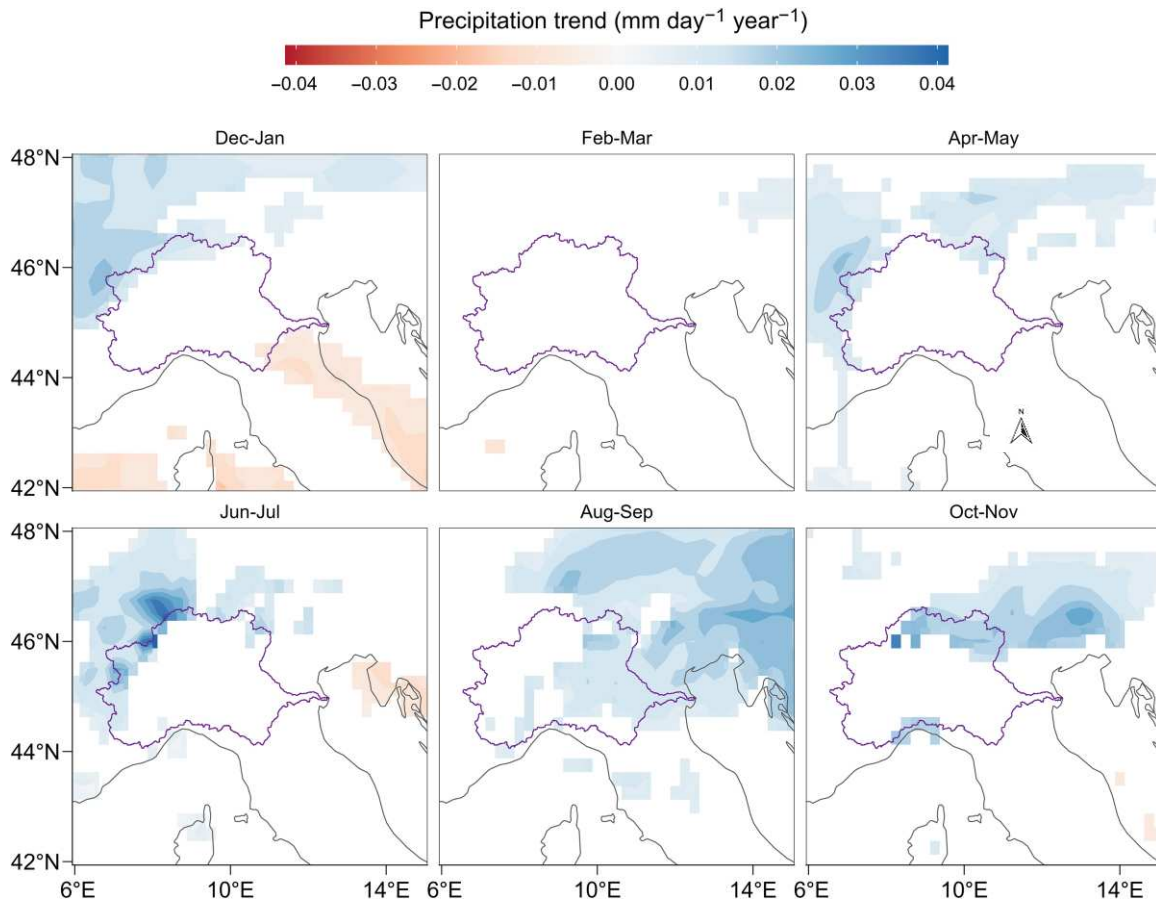 Precipitation trend (mm day⁻¹ year⁻¹)
−0.04 −0.03 −0.02 −0.01 0.00 0.01 0.02 0.03 0.04
Dec-Jan Feb-Mar Apr-May
48°N
46°N
44°N
N
42°N
Jun-Jul Aug-Sep Oct-Nov
48°N
46°N
44°N
42°N
6°E 10°E 14°E 10°E 14°E 6°E 10°E 14°E